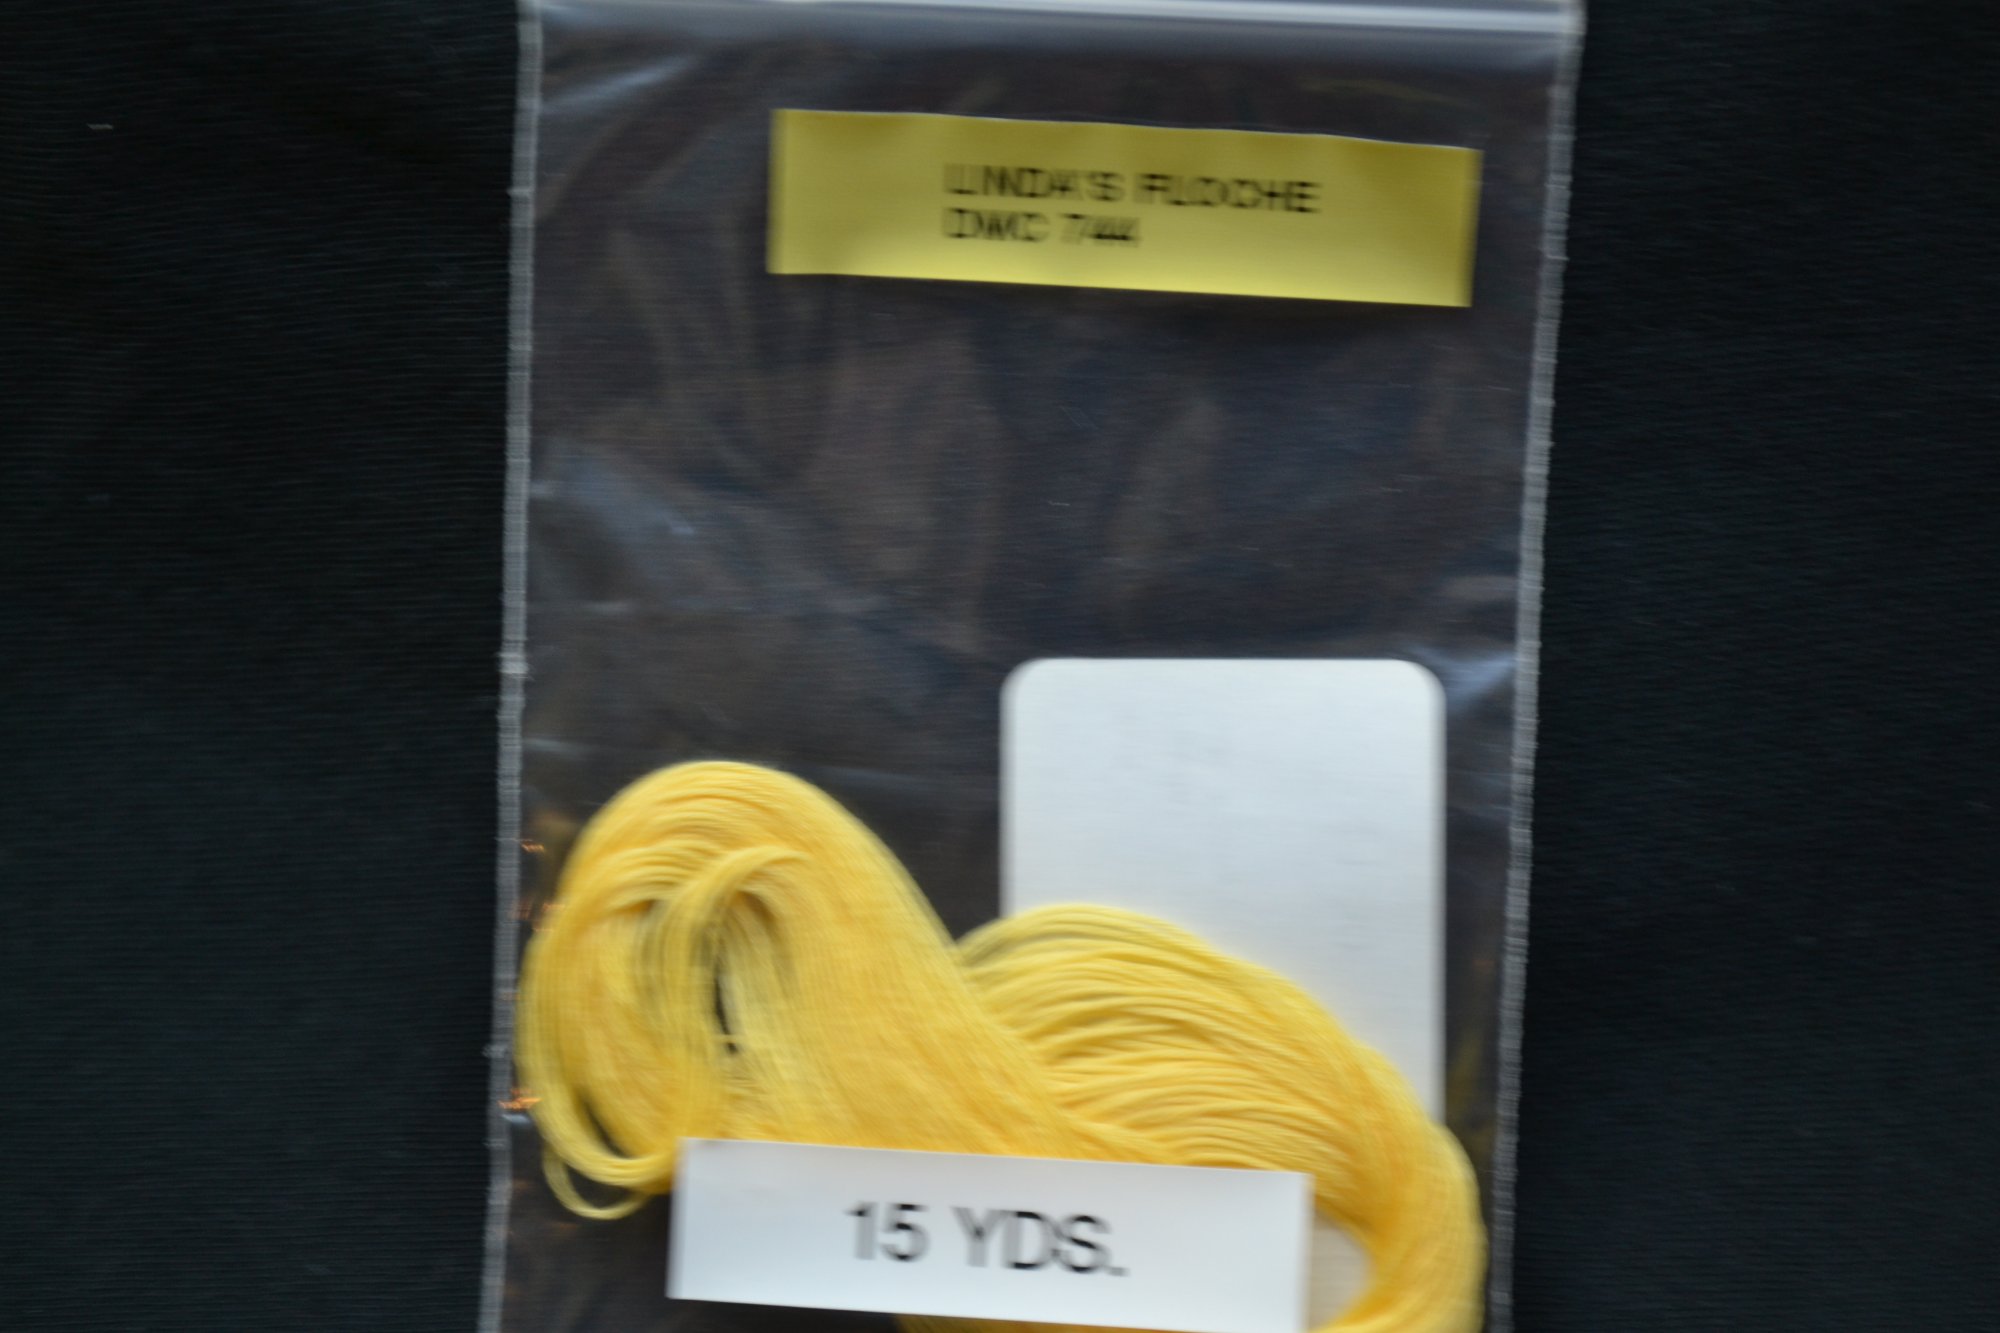 LINDA'S FLOCHE
DMC 744
15 YDS.